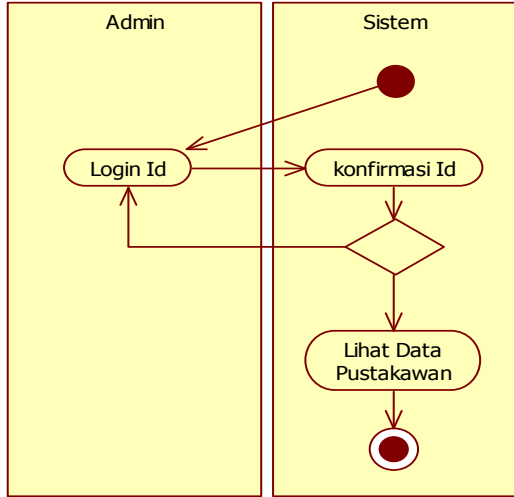 Admin
Sistem
Login Id
konfirmasi Id
Lihat Data
Pustakawan